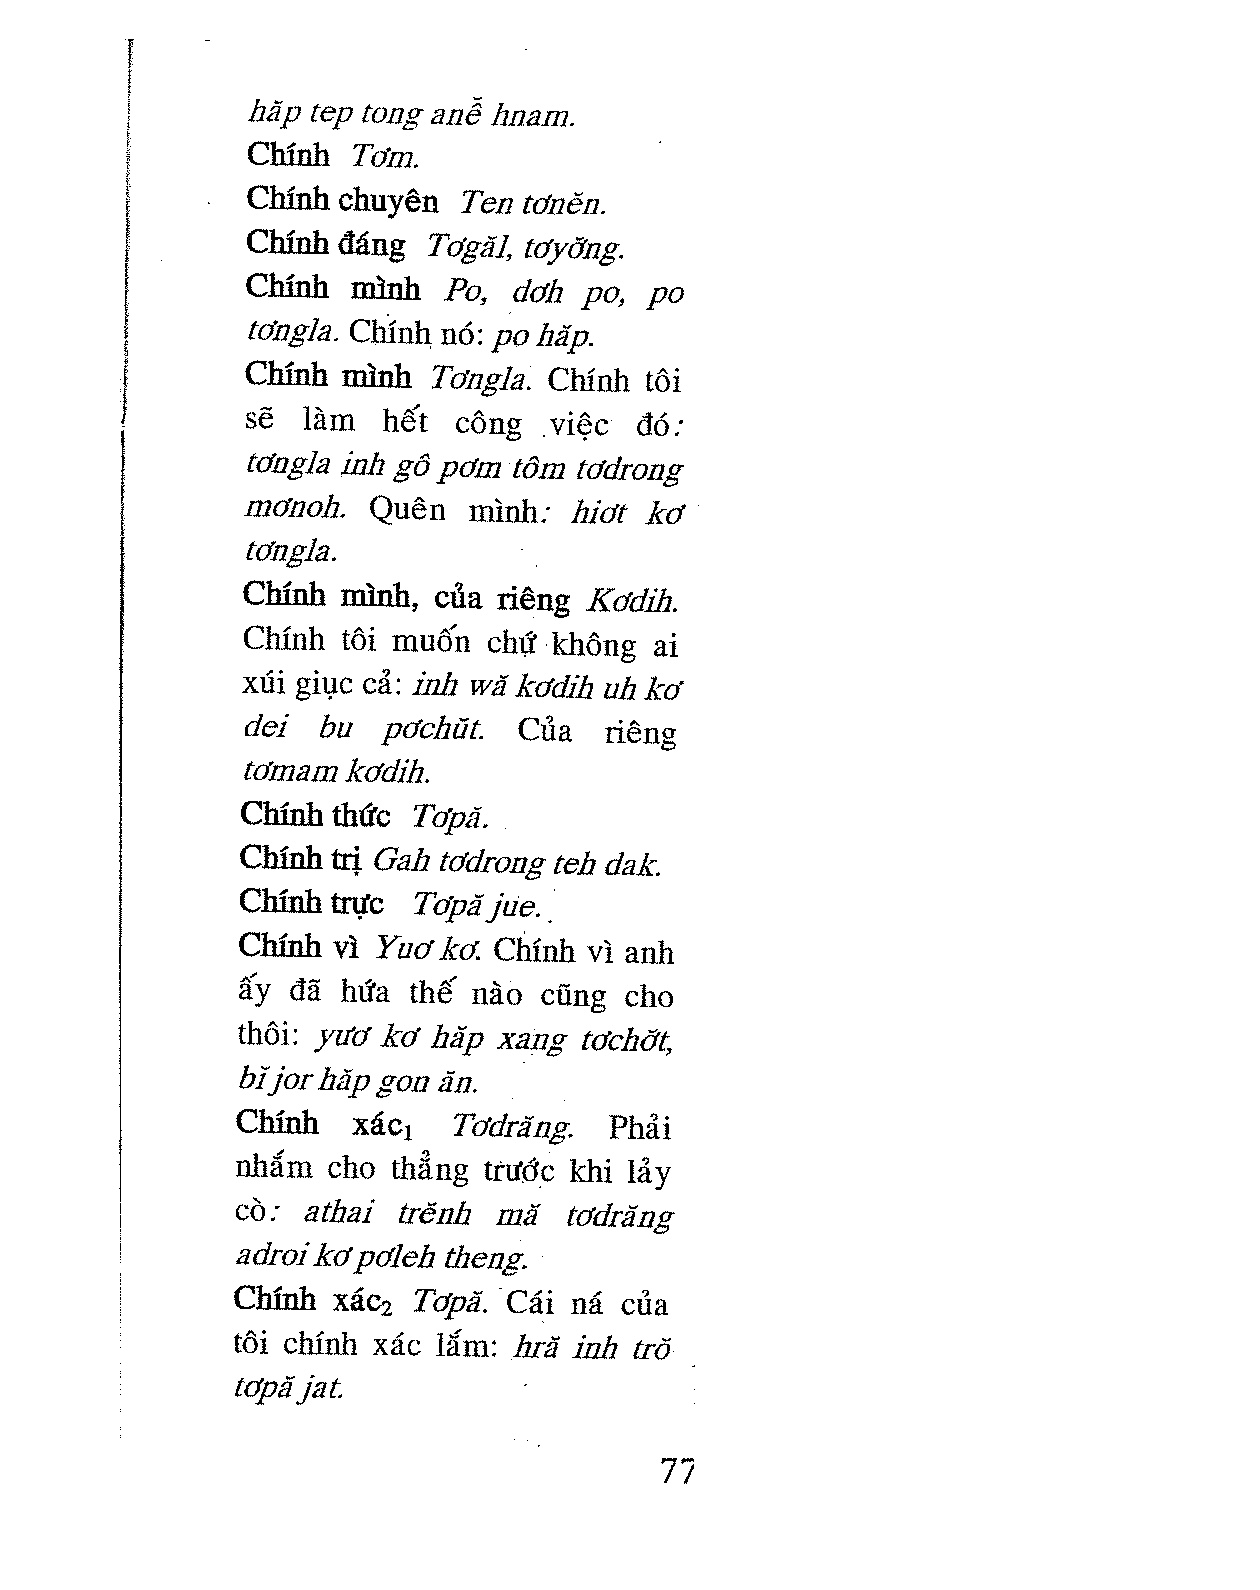 hăp tep tong anê̆ hnam.
Chính Tơm.
Chính chuyên Ten tơnĕn.
Chính đáng Tơgăl, tơyơ̆ng.
Chính mình Po, dơh po, po
tơngla. Chính nó: po hăp.
Chính mình Tơngla. Chính tôi
sẽ làm hết công việc đó:
tơngla inh gô pơm tôm tơdrong
mơnoh. Quên mình: hiơt kơ
tơngla.
Chính mình, của riêng Kơdih.
Chính tôi muốn chứ không ai
xúi giục cả: inh wă kơdih uh kơ
dei bu pơchŭt. Của riêng
tơmam kơdih.
Chính thức Tơpă.
Chính trị Gah tơdrong teh dak.
Chính trực Tơpă jue.
Chính vì Yuơ kơ. Chính vì anh
ấy đã hứa thế nào cũng cho
thôi: yươ kơ hăp xang tơchơ̆t,
bĭ jor hăp gon ăn.
Chính xác₁ Tơdrăng. Phải
nhắm cho thẳng trước khi lảy
cò: athai trĕnh mă tơdrăng
adroi kơ pơleh theng.
Chính xác₂ Tơpă. Cái ná của
tôi chính xác lắm: hră inh trŏ
tơpă jat.
77